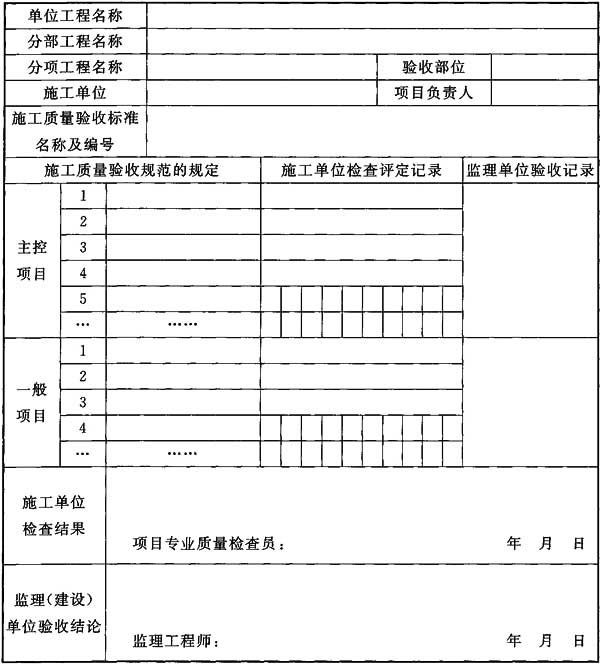 单位工程名称
分部工程名称
分项工程名称 验收部位
施工单位 项目负责人
施工质量验收标准
名称及编号
施工质量验收规范的规定 施工单位检查评定记录 监理单位验收记录
主控
项目
1
2
3
4
5
… ……
一般
项目
1
2
3
4
… ……
施工单位
检查结果
项目专业质量检查员： 年 月 日
监理(建设)
单位验收结论
监理工程师： 年 月 日